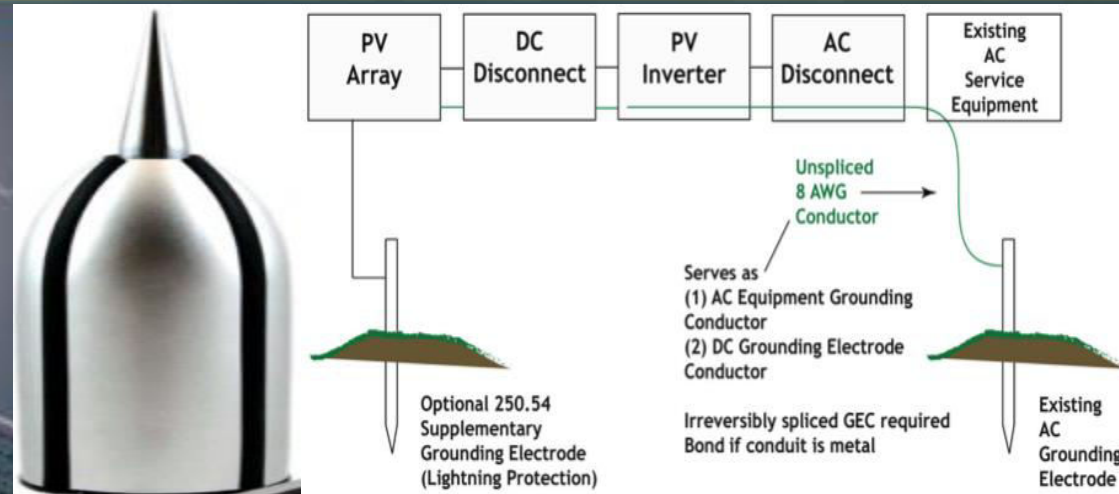 PV
Array
DC
Disconnect
PV
Inverter
AC
Disconnect
Existing
AC
Service
Equipment
Unspliced
8 AWG
Conductor
Serves as
(1) AC Equipment Grounding
Conductor
(2) DC Grounding Electrode
Conductor
Irreversibly spliced GEC required
Bond if conduit is metal
Optional 250.54
Supplementary
Grounding Electrode
(Lightning Protection)
Existing
AC
Grounding
Electrode